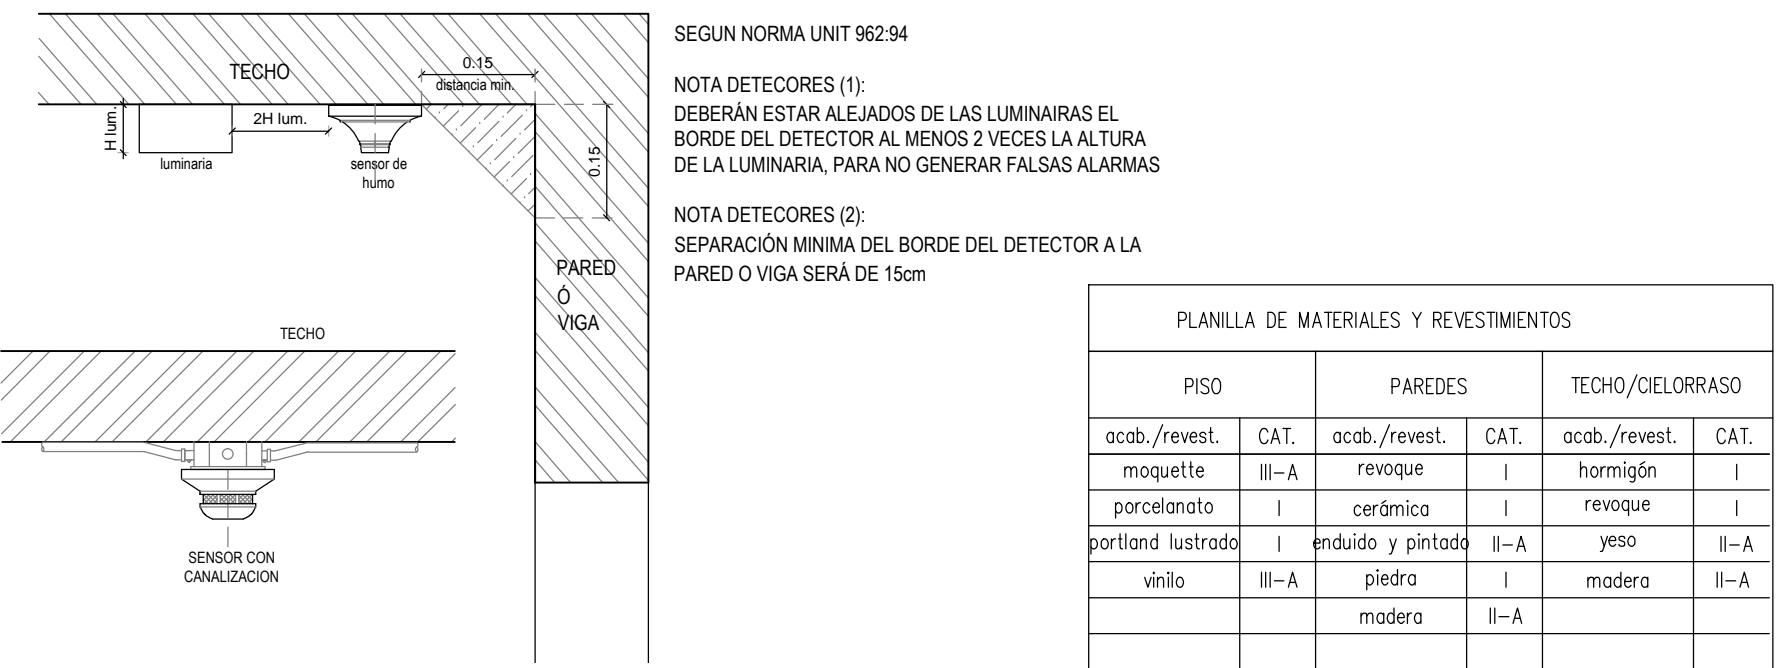 TECHO
0.15
distancia min.
H lum.
2H lum.
luminaria
sensor de
humo
0.15
PARED
Ó
VIGA
SEGUN NORMA UNIT 962:94
NOTA DETECORES (1):
DEBERÁN ESTAR ALEJADOS DE LAS LUMINAIRAS EL
BORDE DEL DETECTOR AL MENOS 2 VECES LA ALTURA
DE LA LUMINARIA, PARA NO GENERAR FALSAS ALARMAS
NOTA DETECORES (2):
SEPARACIÓN MINIMA DEL BORDE DEL DETECTOR A LA
PARED O VIGA SERÁ DE 15cm
TECHO
SENSOR CON
CANALIZACION
PLANILLA DE MATERIALES Y REVESTIMIENTOS
PISO PAREDES TECHO/CIELORRASO
acab./revest. CAT. acab./revest. CAT. acab./revest. CAT.
moquette III-A revoque I hormigón I
porcelanato I cerámica I revoque I
portland lustrado I enduido y pintado II-A yeso II-A
vinilo III-A piedra I madera II-A
madera II-A